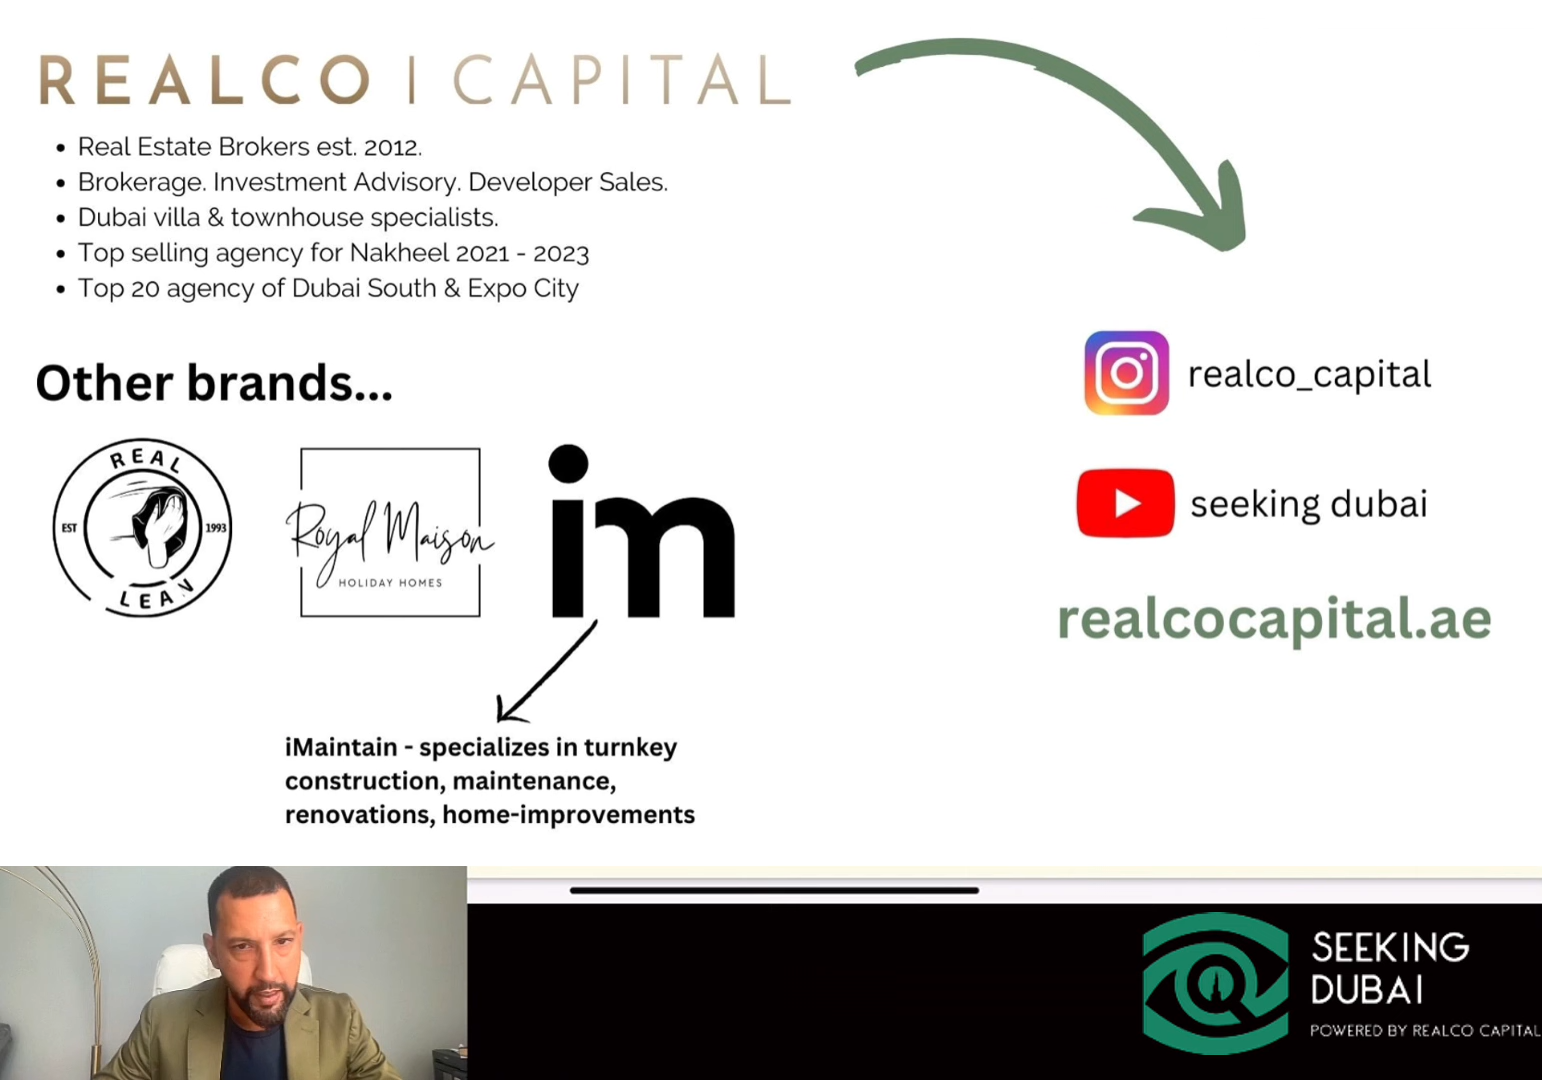 REALCO | CAPITAL
• Real Estate Brokers est. 2012.
• Brokerage. Investment Advisory. Developer Sales.
• Dubai villa & townhouse specialists.
• Top selling agency for Nakheel 2021 - 2023
• Top 20 agency of Dubai South & Expo City
Other brands...
REAL
EST
1993
LEAN
Royal Maison
HOLIDAY HOMES
im
iMaintain - specializes in turnkey
construction, maintenance,
renovations, home-improvements
realco_capital
seeking dubai
realcocapital.ae
SEEKING
DUBAI
POWERED BY REALCO CAPITAL